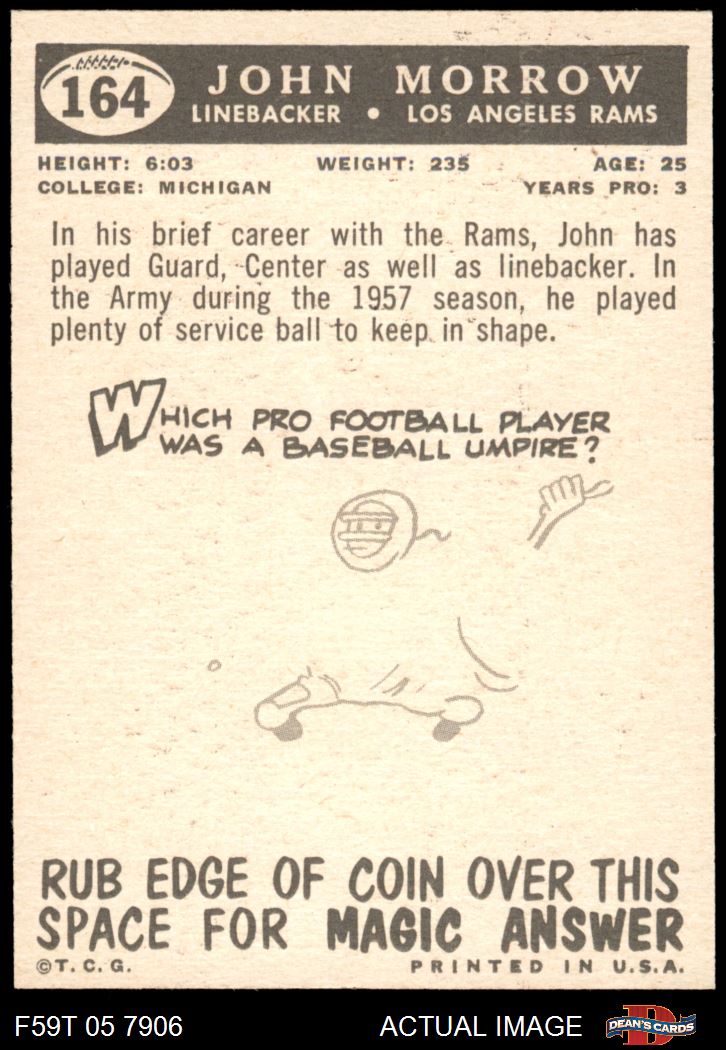 164
JOHN MORROW
LINEBACKER • LOS ANGELES RAMS
HEIGHT: 6:03 WEIGHT: 235 AGE: 25
COLLEGE: MICHIGAN YEARS PRO: 3
In his brief career with the Rams, John has
played Guard, Center as well as linebacker. In
the Army during the 1957 season, he played
plenty of service ball to keep in shape.
WHICH PRO FOOTBALL PLAYER
WAS A BASEBALL UMPIRE?
RUB EDGE OF COIN OVER THIS
SPACE FOR MAGIC ANSWER
© T. C. G. PRINTED IN U.S.A.
F59T 05 7906 ACTUAL IMAGE
D
DEAN'S CARDS